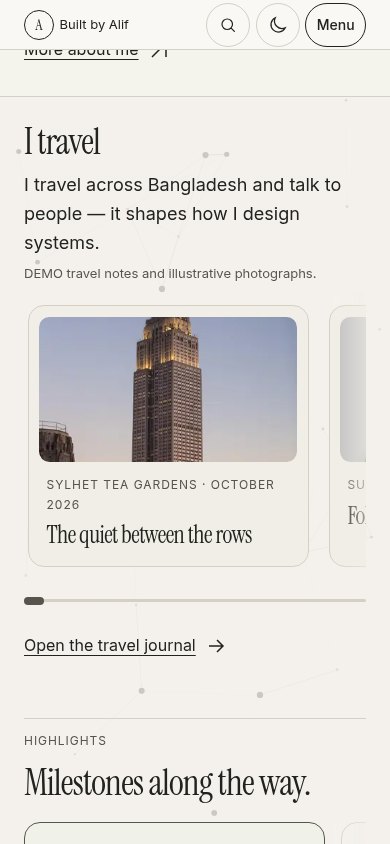 A Built by Alif Menu
More about me
I travel
I travel across Bangladesh and talk to
people — it shapes how I design
systems.
DEMO travel notes and illustrative photographs.
SYLHET TEA GARDENS · OCTOBER
2026
The quiet between the rows
SU
Fo
Open the travel journal
HIGHLIGHTS
Milestones along the way.